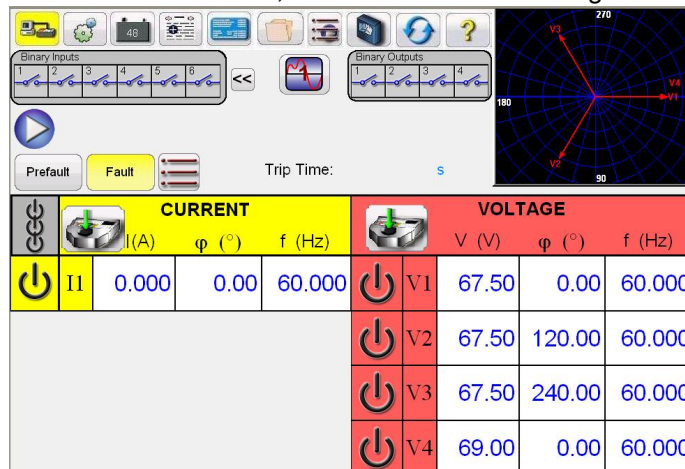 270
V3
48
?
Binary Inputs
1 2 3 4 5 6
<<
Binary Outputs
1 2 3 4
V4
V1
180
V2
90
Prefault Fault Trip Time: s
CURRENT VOLTAGE
I(A) φ (°) f (Hz) V (V) φ (°) f (Hz)
I1 0.000 0.00 60.000 V1 67.50 0.00 60.000
V2 67.50 120.00 60.000
V3 67.50 240.00 60.000
V4 69.00 0.00 60.000